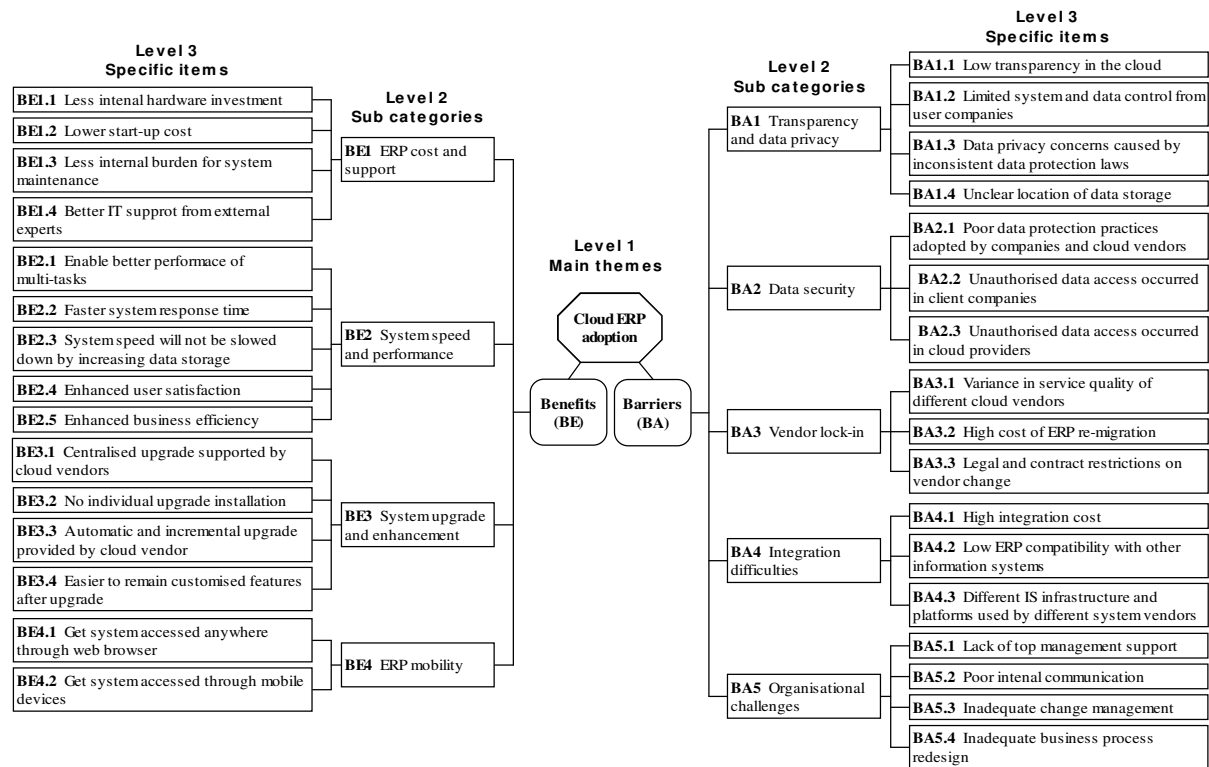 Level 3
Specific items
BE1.1 Less intenal hardware investment
BE1.2 Lower start-up cost
BE1.3 Less internal burden for system
maintenance
BE1.4 Better IT supprot from extternal
experts
BE2.1 Enable better performace of
multi-tasks
BE2.2 Faster system response time
BE2.3 System speed will not be slowed
down by increasing data storage
BE2.4 Enhanced user satisfaction
BE2.5 Enhanced business efficiency
BE3.1 Centralised upgrade supported by
cloud vendors
BE3.2 No individual upgrade installation
BE3.3 Automatic and incremental upgrade
provided by cloud vendor
BE3.4 Easier to remain customised features
after upgrade
BE4.1 Get system accessed anywhere
through web browser
BE4.2 Get system accessed through mobile
devices
Level 2
Sub categories
BE1 ERP cost and
support
BE2 System speed
and performance
BE3 System upgrade
and enhancement
BE4 ERP mobility
Level 1
Main themes
Cloud ERP
adoption
Benefits
(BE)
Barriers
(BA)
Level 2
Sub categories
BA1 Transparency
and data privacy
BA2 Data security
BA3 Vendor lock-in
BA4 Integration
difficulties
BA5 Organisational
challenges
Level 3
Specific items
BA1.1 Low transparency in the cloud
BA1.2 Limited system and data control from
user companies
BA1.3 Data privacy concerns caused by
inconsistent data protection laws
BA1.4 Unclear location of data storage
BA2.1 Poor data protection practices
adopted by companies and cloud vendors
BA2.2 Unauthorised data access occurred
in client companies
BA2.3 Unauthorised data access occurred
in cloud providers
BA3.1 Variance in service quality of
different cloud vendors
BA3.2 High cost of ERP re-migration
BA3.3 Legal and contract restrictions on
vendor change
BA4.1 High integration cost
BA4.2 Low ERP compatibility with other
information systems
BA4.3 Different IS infrastructure and
platforms used by different system vendors
BA5.1 Lack of top management support
BA5.2 Poor intenal communication
BA5.3 Inadequate change management
BA5.4 Inadequate business process
redesign